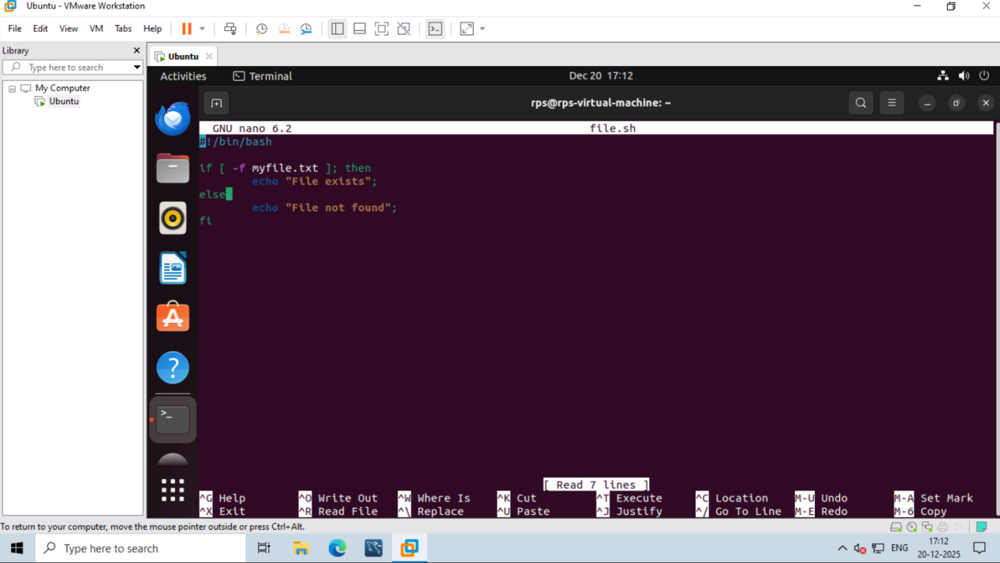 Ubuntu - VMware Workstation
File Edit View VM Tabs Help
Library
Type here to search
My Computer
Ubuntu
Ubuntu
Activities Terminal Dec 20 17:12
rps@rps-virtual-machine: ~
GNU nano 6.2 file.sh
#!/bin/bash
if [ -f myfile.txt ]; then
echo "File exists";
else
echo "File not found";
fi
[ Read 7 lines ]
^G Help ^O Write Out ^W Where Is ^K Cut ^T Execute ^C Location M-U Undo M-A Set Mark
^X Exit ^R Read File ^\ Replace ^U Paste ^J Justify ^/ Go To Line M-E Redo M-6 Copy
To return to your computer, move the mouse pointer outside or press Ctrl+Alt.
Type here to search
ENG
17:12
20-12-2025